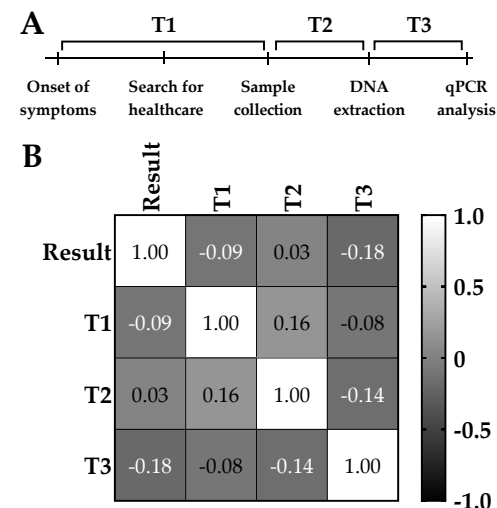 A
T1 T2 T3
Onset of symptoms Search for healthcare Sample collection DNA extraction qPCR analysis
B
Result T1 T2 T3
Result 1.00 -0.09 0.03 -0.18
T1 -0.09 1.00 0.16 -0.08
T2 0.03 0.16 1.00 -0.14
T3 -0.18 -0.08 -0.14 1.00
1.0
0.5
0
-0.5
-1.0